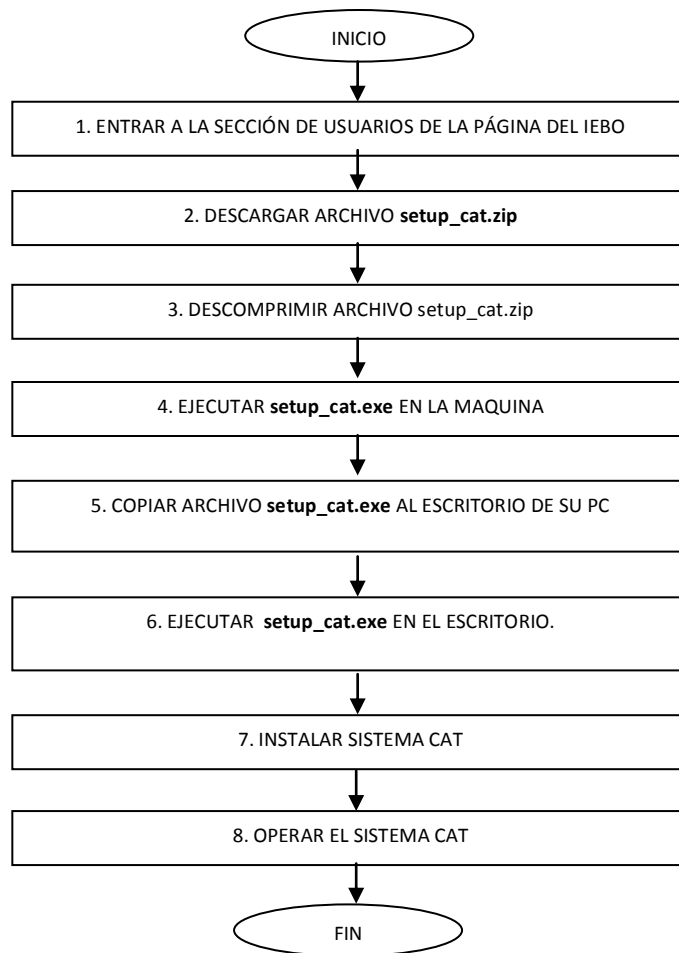 INICIO
1. ENTRAR A LA SECCIÓN DE USUARIOS DE LA PÁGINA DEL IEBO
2. DESCARGAR ARCHIVO setup_cat.zip
3. DESCOMPRIMIR ARCHIVO setup_cat.zip
4. EJECUTAR setup_cat.exe EN LA MAQUINA
5. COPIAR ARCHIVO setup_cat.exe AL ESCRITORIO DE SU PC
6. EJECUTAR setup_cat.exe EN EL ESCRITORIO.
7. INSTALAR SISTEMA CAT
8. OPERAR EL SISTEMA CAT
FIN